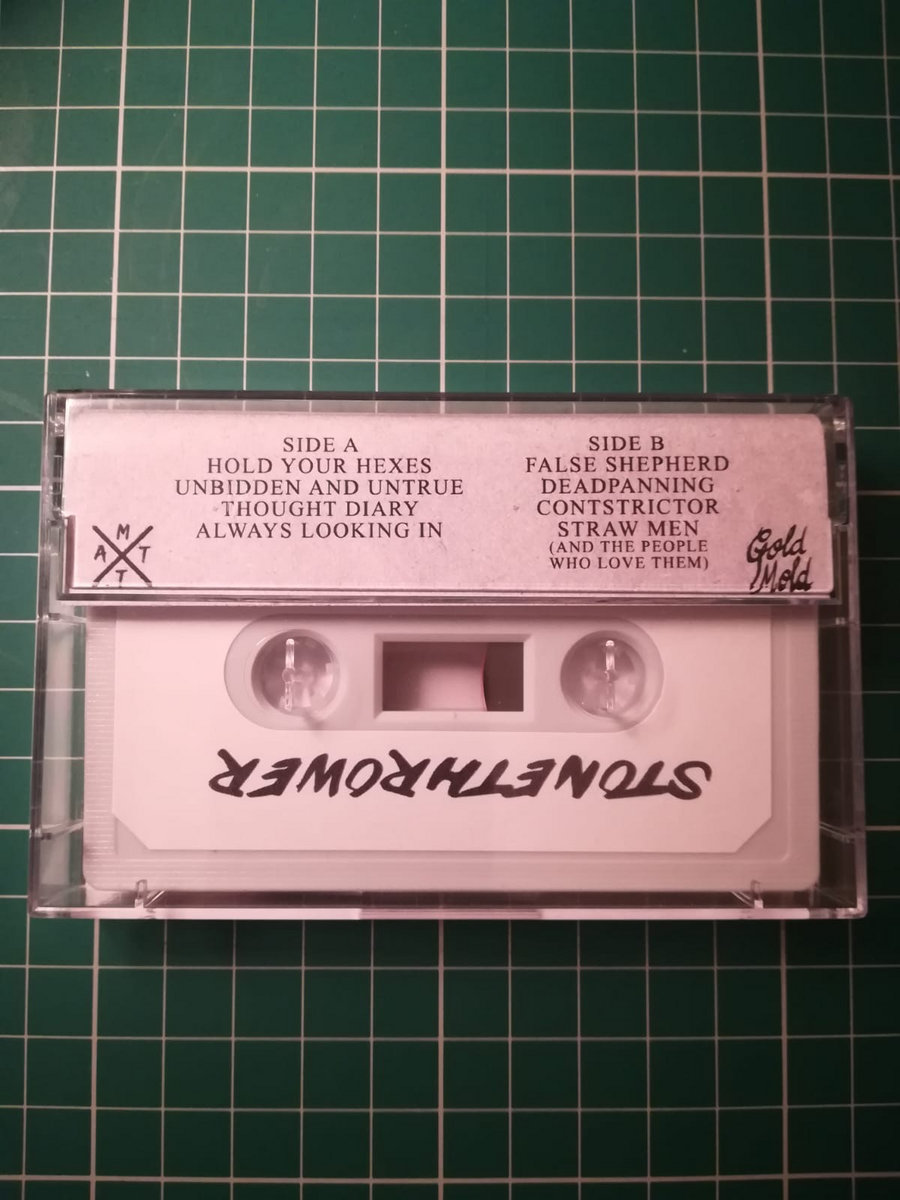 SIDE A
HOLD YOUR HEXES
UNBIDDEN AND UNTRUE
THOUGHT DIARY
ALWAYS LOOKING IN
SIDE B
FALSE SHEPHERD
DEADPANNING
CONTSTRICTOR
STRAW MEN
(AND THE PEOPLE
WHO LOVE THEM)
M
A T
T
Gold
Mold
STONETHROWER